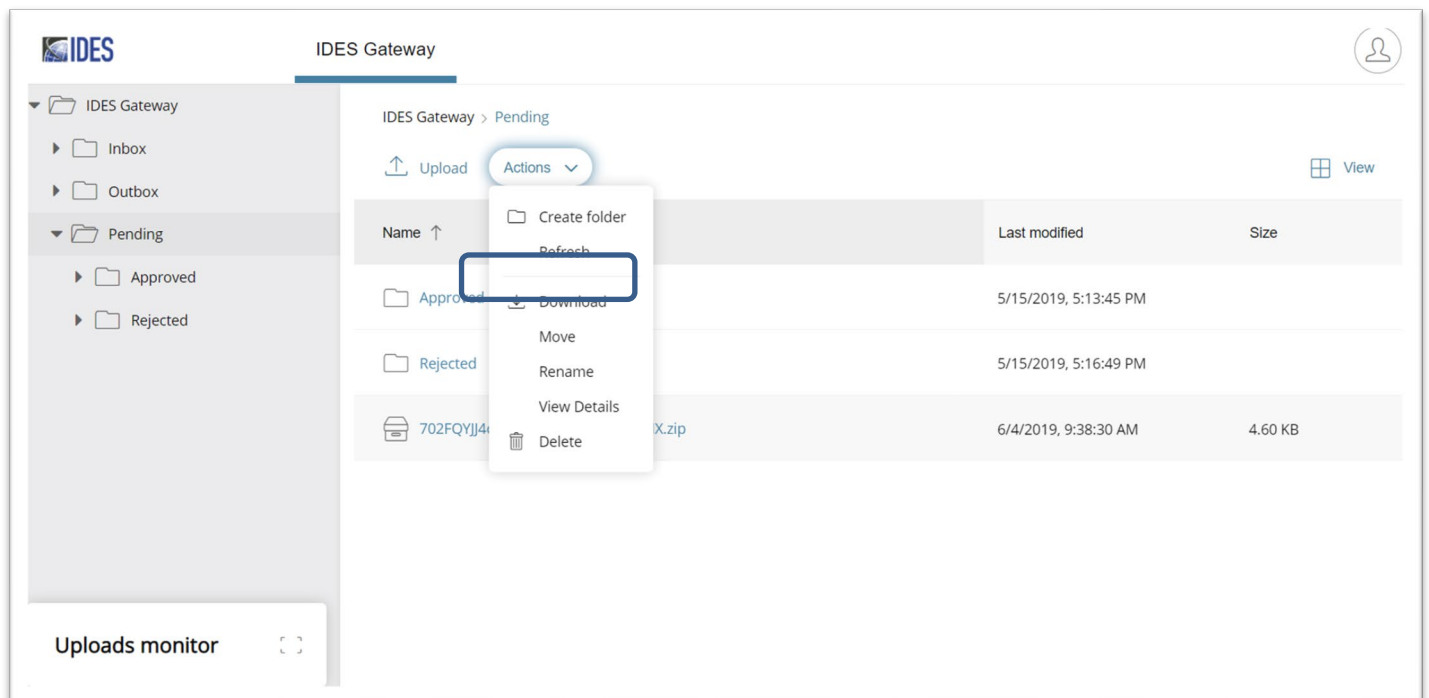 IDES
IDES Gateway
IDES Gateway
Inbox
Outbox
Pending
Approved
Rejected
IDES Gateway > Pending
Upload
Actions
View
Create folder
Refresh
Download
Move
Rename
View Details
Delete
Name ↑ Last modified Size
Approved 5/15/2019, 5:13:45 PM
Rejected 5/15/2019, 5:16:49 PM
X.zip 6/4/2019, 9:38:30 AM 4.60 KB
Uploads monitor